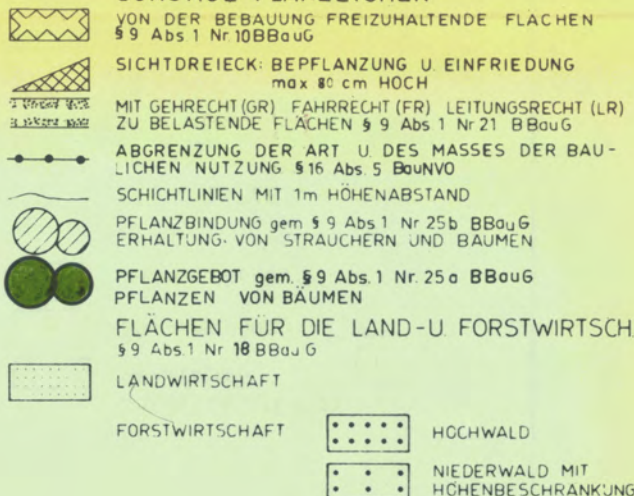 VON DER BEBAUUNG FREIZUHALTENDE FLÄCHEN
§ 9 Abs 1 Nr. 10 BBauG
SICHTDREIECK: BEPFLANZUNG U. EINFRIEDUNG
max 80 cm HOCH
MIT GEHRECHT (GR) FAHRRECHT (FR) LEITUNGSRECHT (LR)
ZU BELASTENDE FLÄCHEN § 9 Abs 1 Nr 21 BBauG
ABGRENZUNG DER ART U. DES MASSES DER BAU-
LICHEN NUTZUNG § 16 Abs. 5 BauNVO
SCHICHTLINIEN MIT 1m HÖHENABSTAND
PFLANZBINDUNG gem § 9 Abs 1 Nr 25b BBauG
ERHALTUNG VON STRAUCHERN UND BÄUMEN
PFLANZGEBOT gem. § 9 Abs. 1 Nr. 25a BBauG
PFLANZEN VON BÄUMEN
FLÄCHEN FÜR DIE LAND-U. FORSTWIRTSCH
§ 9 Abs. 1 Nr 18 BBauG
LANDWIRTSCHAFT
FORSTWIRTSCHAFT
HOCHWALD
NIEDERWALD MIT
HÖHENBESCHRÄNKUNG